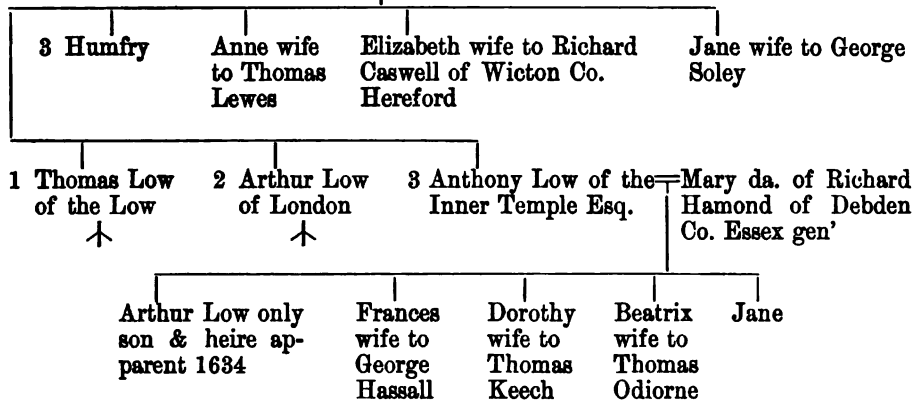 3 Humfry
Anne wife
to Thomas
Lewes
Elizabeth wife to Richard
Caswell of Wicton Co.
Hereford
Jane wife to George
Soley
1 Thomas Low
of the Low
2 Arthur Low
of London
3 Anthony Low of the
Inner Temple Esq.
Mary da. of Richard
Hamond of Debden
Co. Essex gen'
Arthur Low only
son & heire ap-
parent 1634
Frances
wife to
George
Hassall
Dorothy
wife to
Thomas
Keech
Beatrix
wife to
Thomas
Odiorne
Jane